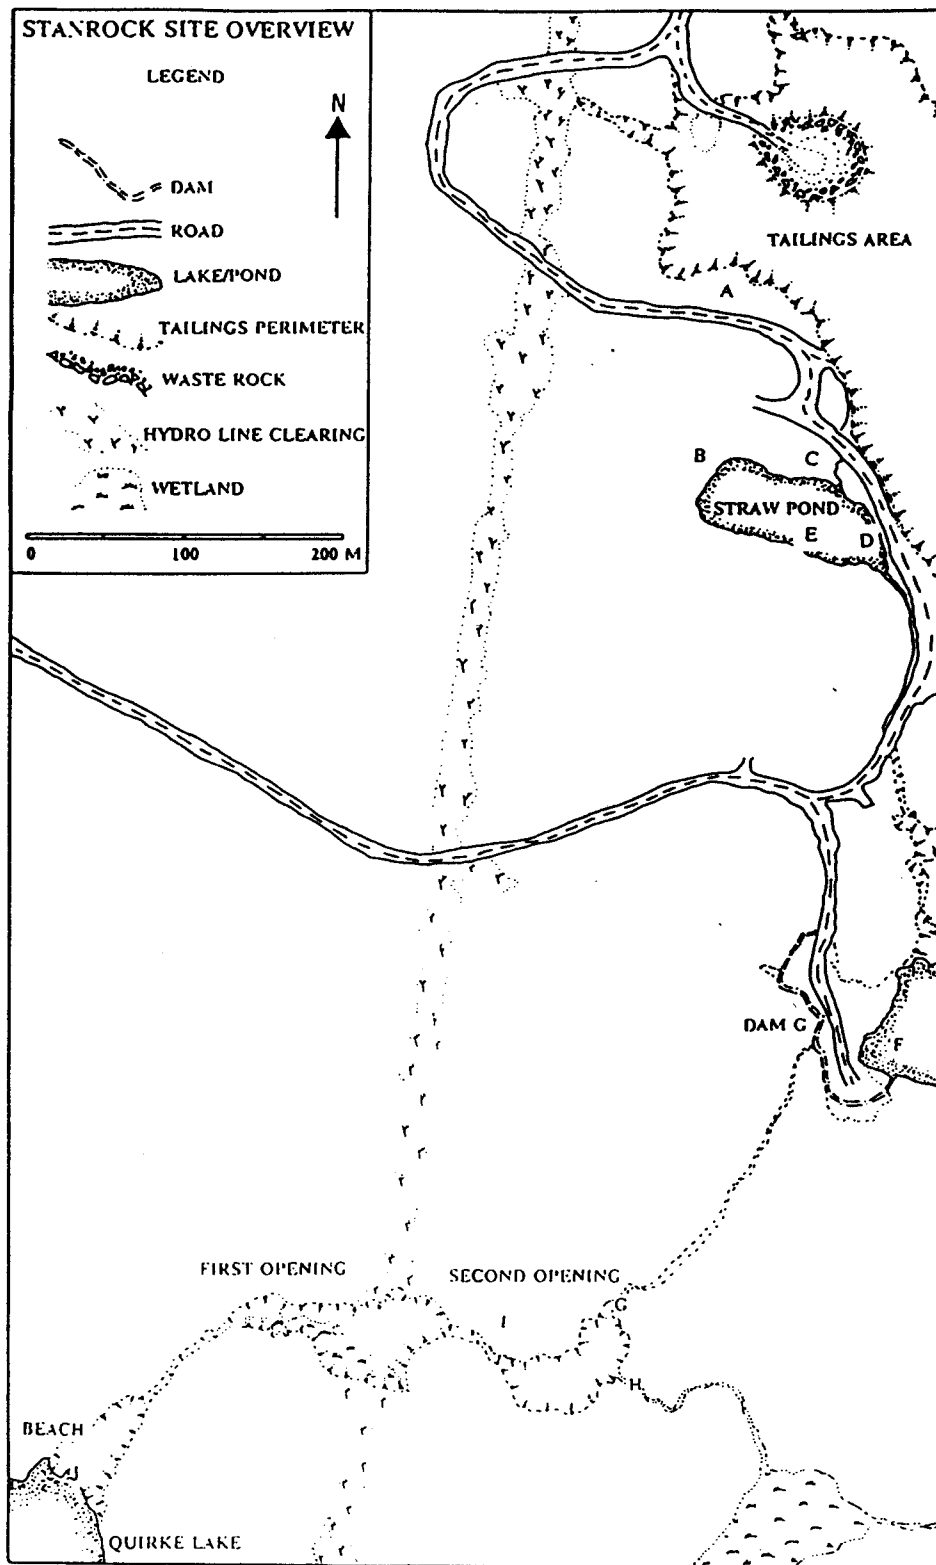 STANROCK SITE OVERVIEW
LEGEND
N
DAM
ROAD
LAKE/POND
TAILINGS PERIMETER
WASTE ROCK
HYDRO LINE CLEARING
WETLAND
0 100 200 M
TAILINGS AREA
A
B
C
STRAW POND
E
D
DAM G
F
FIRST OPENING
SECOND OPENING
G
I
H
BEACH
QUIRKE LAKE